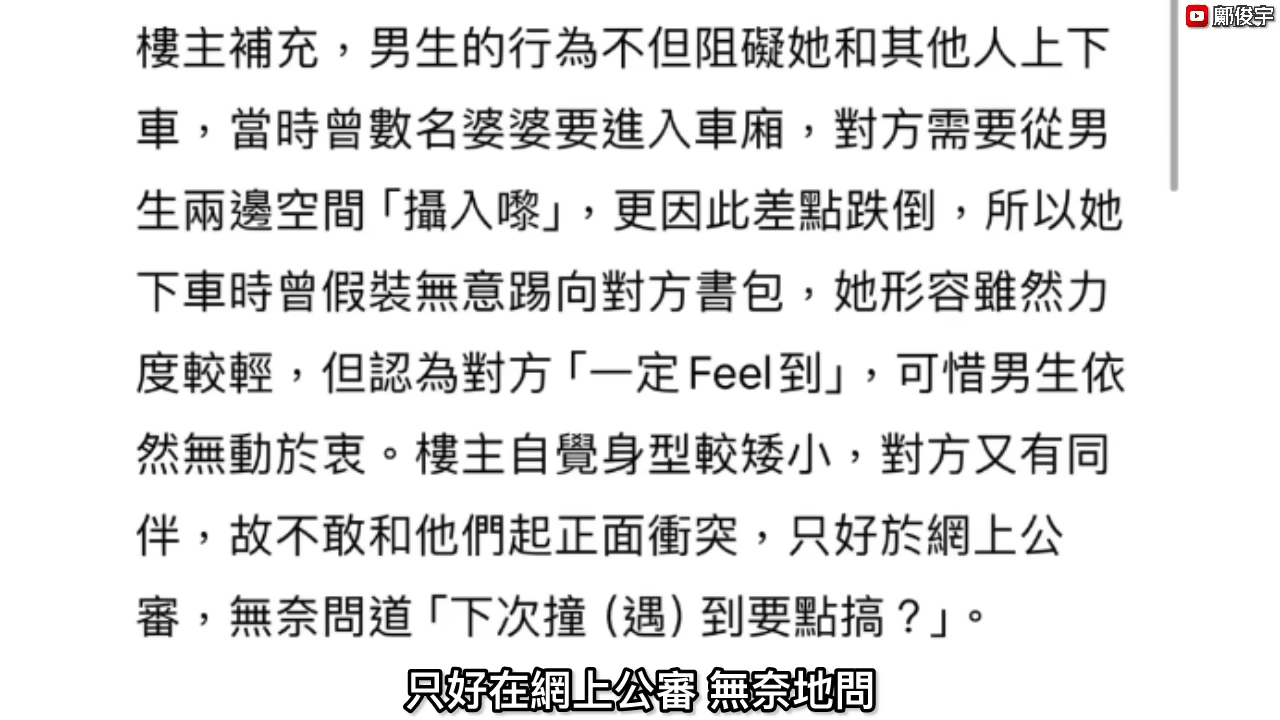 鄺俊宇
樓主補充，男生的行為不但阻礙她和其他人上下
車，當時曾數名婆婆要進入車廂，對方需要從男
生兩邊空間「攝入嚟」，更因此差點跌倒，所以她
下車時曾假裝無意踢向對方書包，她形容雖然力
度較輕，但認為對方「一定Feel到」，可惜男生依
然無動於衷。樓主自覺身型較矮小，對方又有同
伴，故不敢和他們起正面衝突，只好於網上公
審，無奈問道「下次撞（遇）到要點搞？」。
只好在網上公審 無奈地問